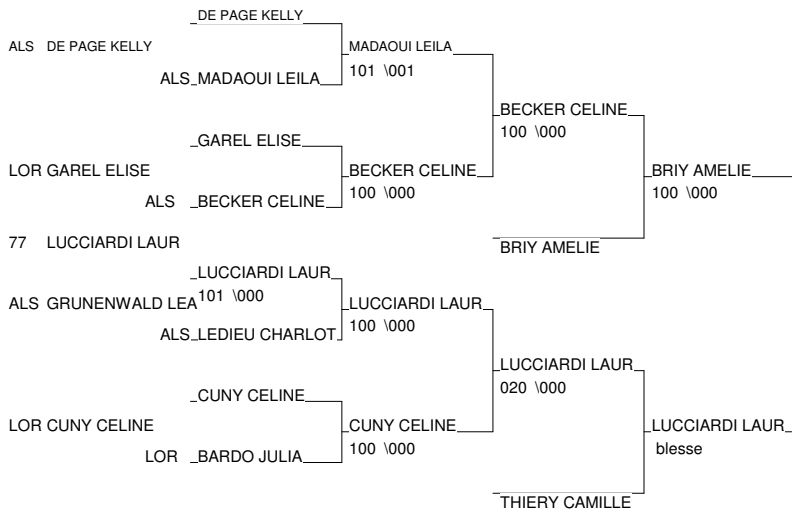 DE PAGE KELLY
ALS DE PAGE KELLY
MADAOUI LEILA
101 \001
ALS MADAOUI LEILA
BECKER CELINE
100 \000
GAREL ELISE
LOR GAREL ELISE
BECKER CELINE
100 \000
BRIY AMELIE
100 \000
ALS BECKER CELINE
77 LUCCIARDI LAUR
BRIY AMELIE
LUCCIARDI LAUR
101 \000
ALS GRUNENWALD LEA
LUCCIARDI LAUR
100 \000
ALS LEDIEU CHARLOT
LUCCIARDI LAUR
020 \000
CUNY CELINE
LOR CUNY CELINE
CUNY CELINE
100 \000
LUCCIARDI LAUR
blesse
LOR BARDO JULIA
THIERY CAMILLE